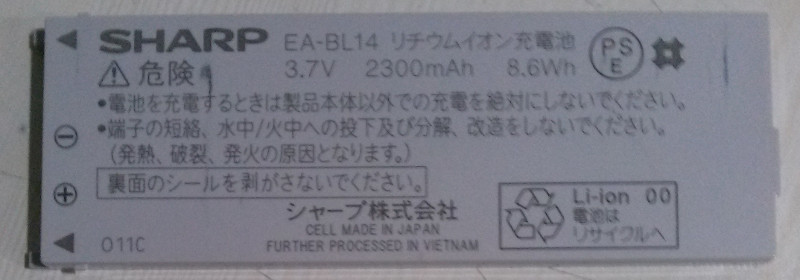 SHARP EA-BL14 リチウムイオン充電池 PSE
危険 3.7V 2300mAh 8.6Wh
•電池を充電するときは製品本体以外での充電を絶対にしないでください。
•端子の短絡、水中/火中への投下及び分解、改造をしないでください。
(発熱、破裂、発火の原因となります。)
裏面のシールを剥がさないでください。
シャープ株式会社
CELL MADE IN JAPAN
FURTHER PROCESSED IN VIETNAM
011C
Li-ion 00
電池は
リサイクルへ